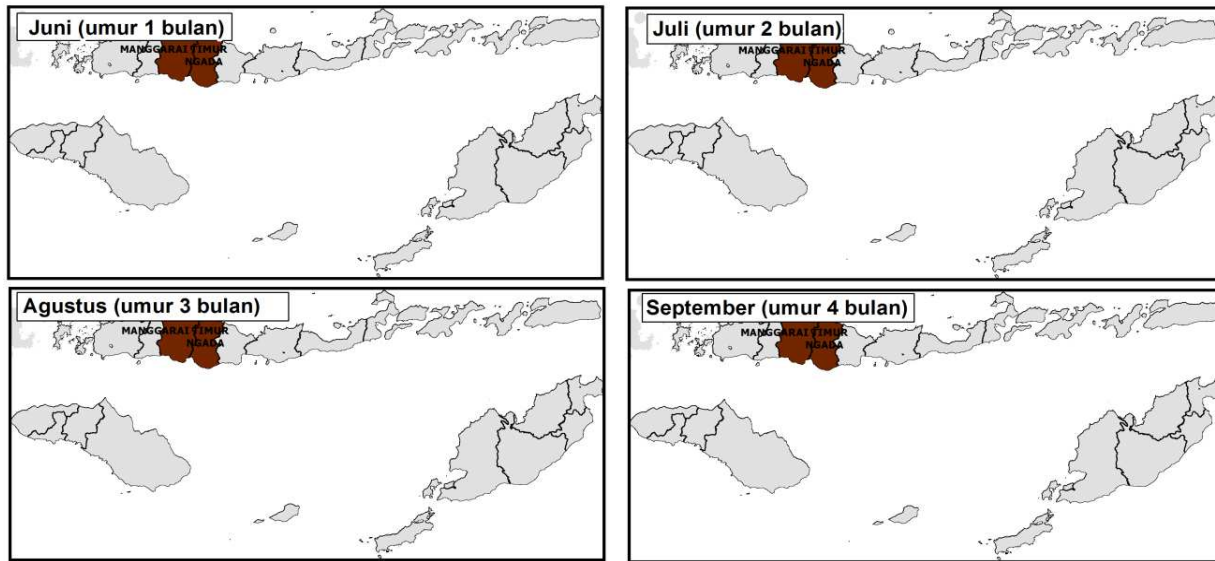 Juni (umur 1 bulan)
MANGGARAI TIMUR
NGADA
Juli (umur 2 bulan)
MANGGARAI TIMUR
NGADA
Agustus (umur 3 bulan)
MANGGARAI TIMUR
NGADA
September (umur 4 bulan)
MANGGARAI TIMUR
NGADA